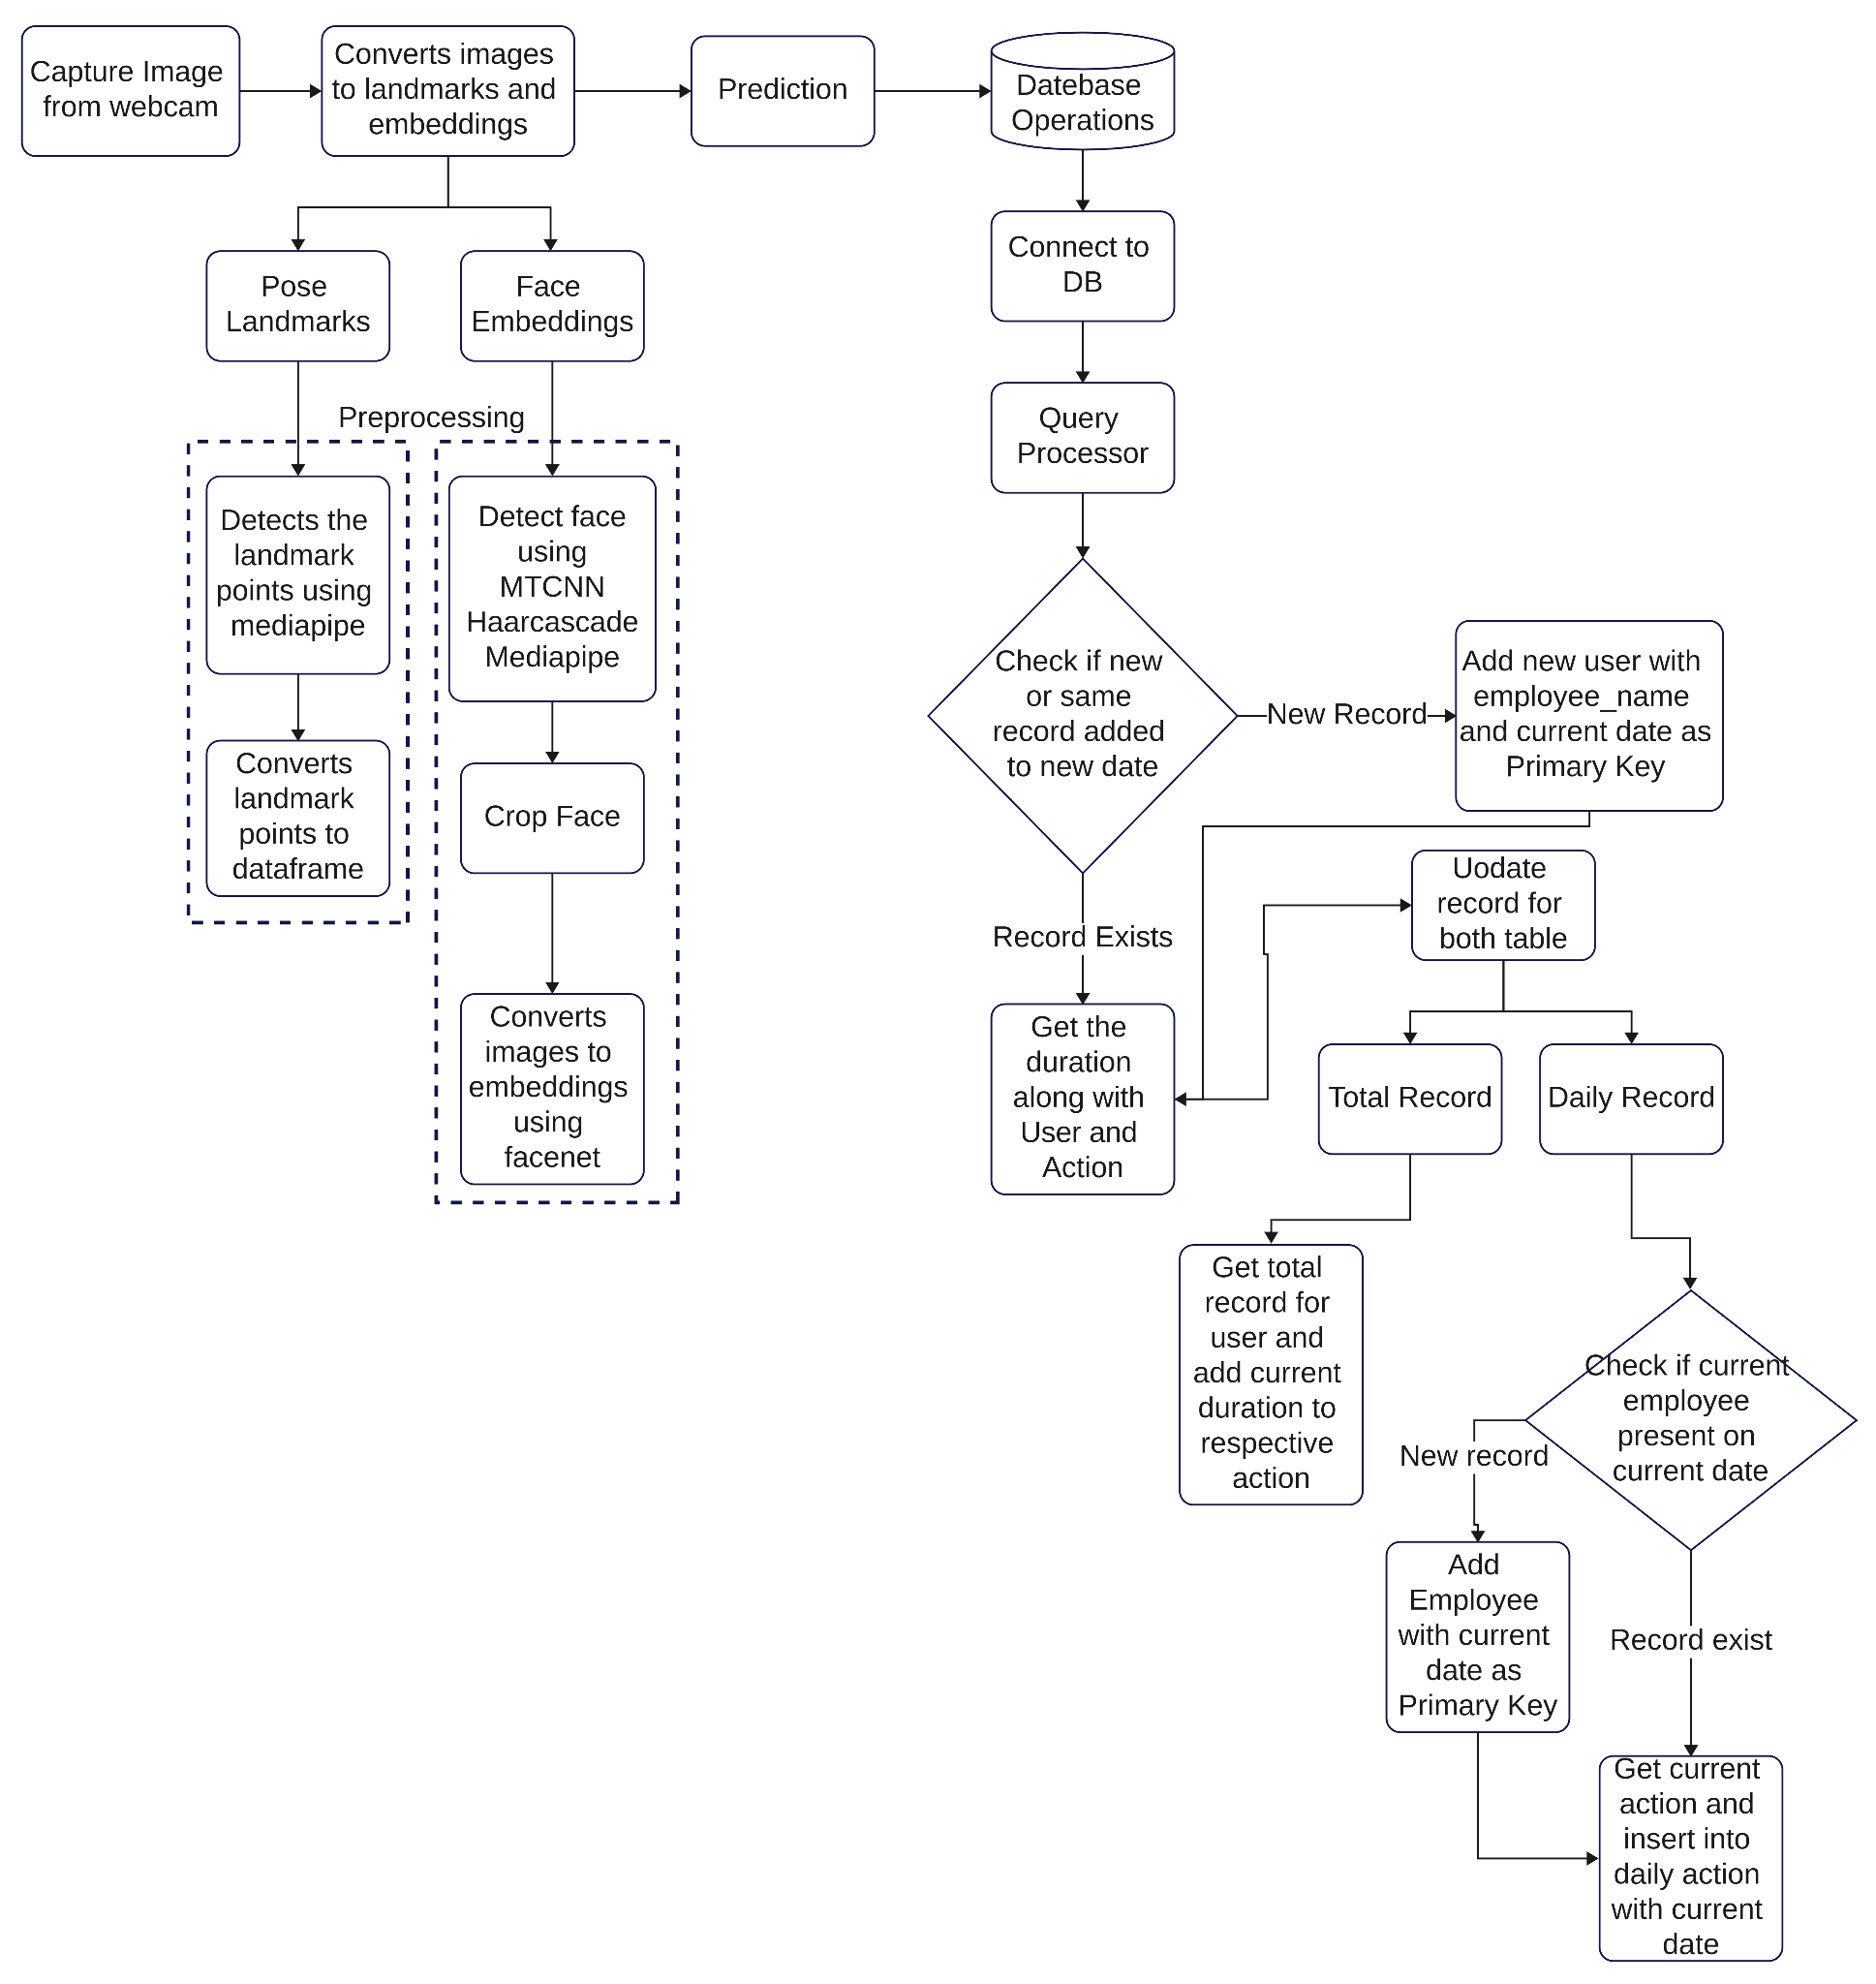 Capture Image
from webcam
Converts images
to landmarks and
embeddings
Prediction
Datebase
Operations
Pose
Landmarks
Face
Embeddings
Connect to
DB
Preprocessing
Query
Processor
Detects the
landmark
points using
mediapipe
Detect face
using
MTCNN
Haarcascade
Mediapipe
Converts
landmark
points to
dataframe
Crop Face
Converts
images to
embeddings
using
facenet
Check if new
or same
record added
to new date
New Record
Add new user with
employee_name
and current date as
Primary Key
Record Exists
Get the
duration
along with
User and
Action
Uodate
record for
both table
Total Record
Daily Record
Get total
record for
user and
add current
duration to
respective
action
Check if current
employee
present on
current date
New record
Add
Employee
with current
date as
Primary Key
Record exist
Get current
action and
insert into
daily action
with current
date